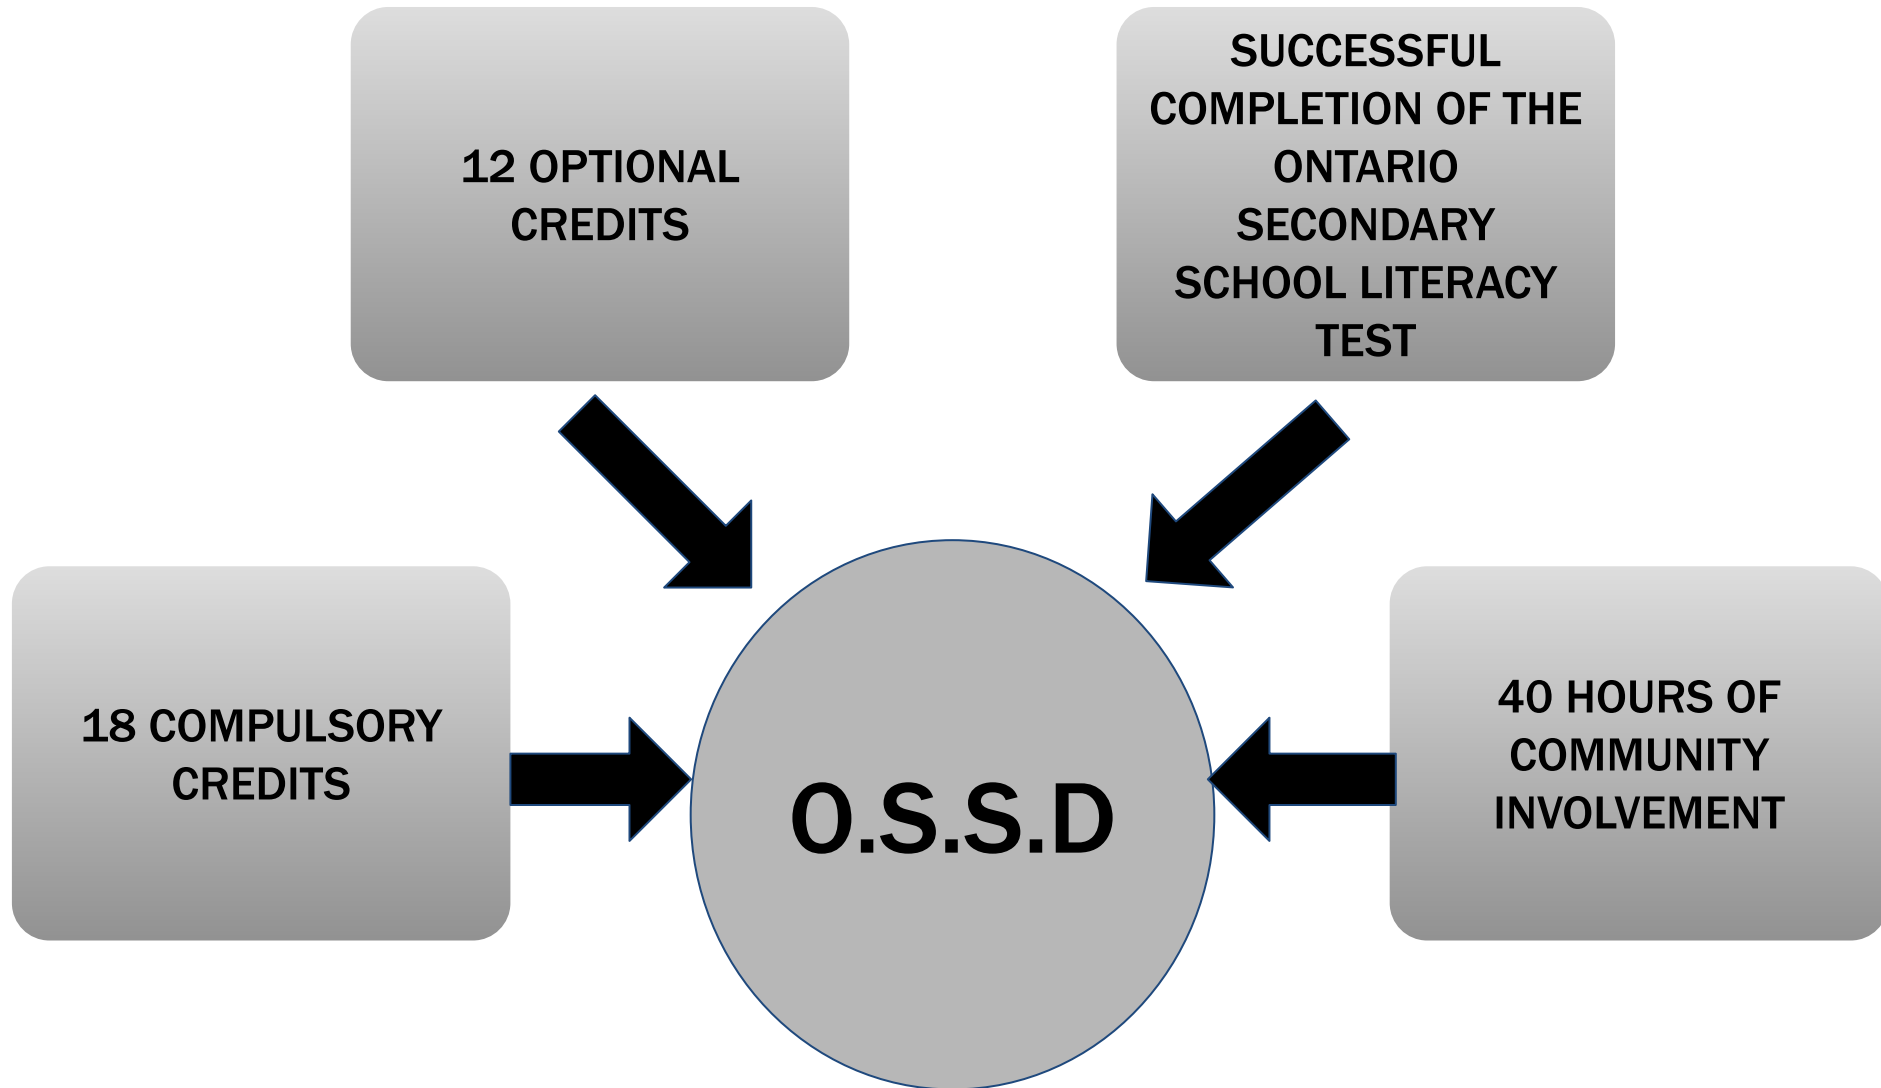 12 OPTIONAL
CREDITS
SUCCESSFUL
COMPLETION OF THE
ONTARIO
SECONDARY
SCHOOL LITERACY
TEST
18 COMPULSORY
CREDITS
O.S.S.D
40 HOURS OF
COMMUNITY
INVOLVEMENT